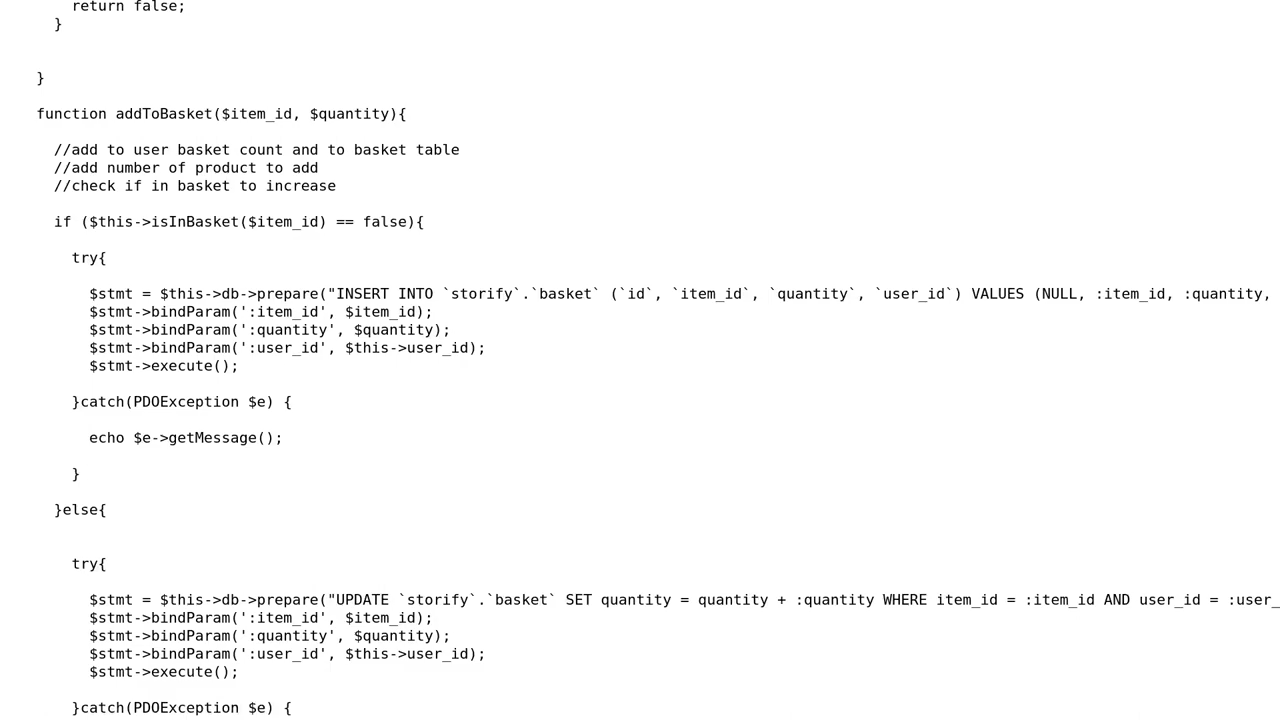 return false;
}
}
function addToBasket($item_id, $quantity){
//add to user basket count and to basket table
//add number of product to add
//check if in basket to increase
if ($this->isInBasket($item_id) == false){
try{
$stmt = $this->db->prepare("INSERT INTO `storify`.`basket` (`id`, `item_id`, `quantity`, `user_id`) VALUES (NULL, :item_id, :quantity,
$stmt->bindParam(':item_id', $item_id);
$stmt->bindParam(':quantity', $quantity);
$stmt->bindParam(':user_id', $this->user_id);
$stmt->execute();
}catch(PDOException $e) {
echo $e->getMessage();
}
}else{
try{
$stmt = $this->db->prepare("UPDATE `storify`.`basket` SET quantity = quantity + :quantity WHERE item_id = :item_id AND user_id = :user_
$stmt->bindParam(':item_id', $item_id);
$stmt->bindParam(':quantity', $quantity);
$stmt->bindParam(':user_id', $this->user_id);
$stmt->execute();
}catch(PDOException $e) {